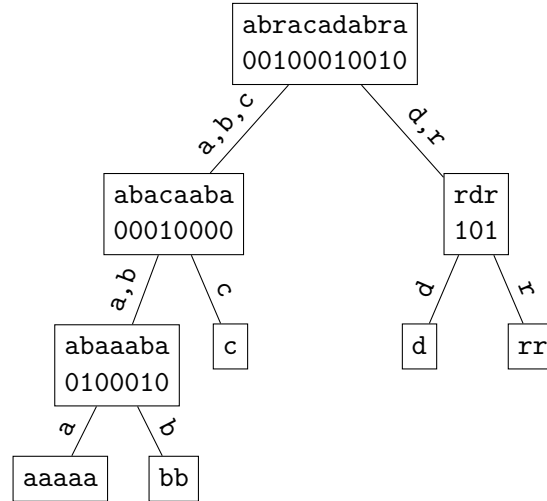 abracadabra
00100010010
a,b,c
d,r
abacaaba
00010000
rdr
101
a,b
c
d
r
abaaaba
0100010
c
d
rr
a
b
aaaaa
bb